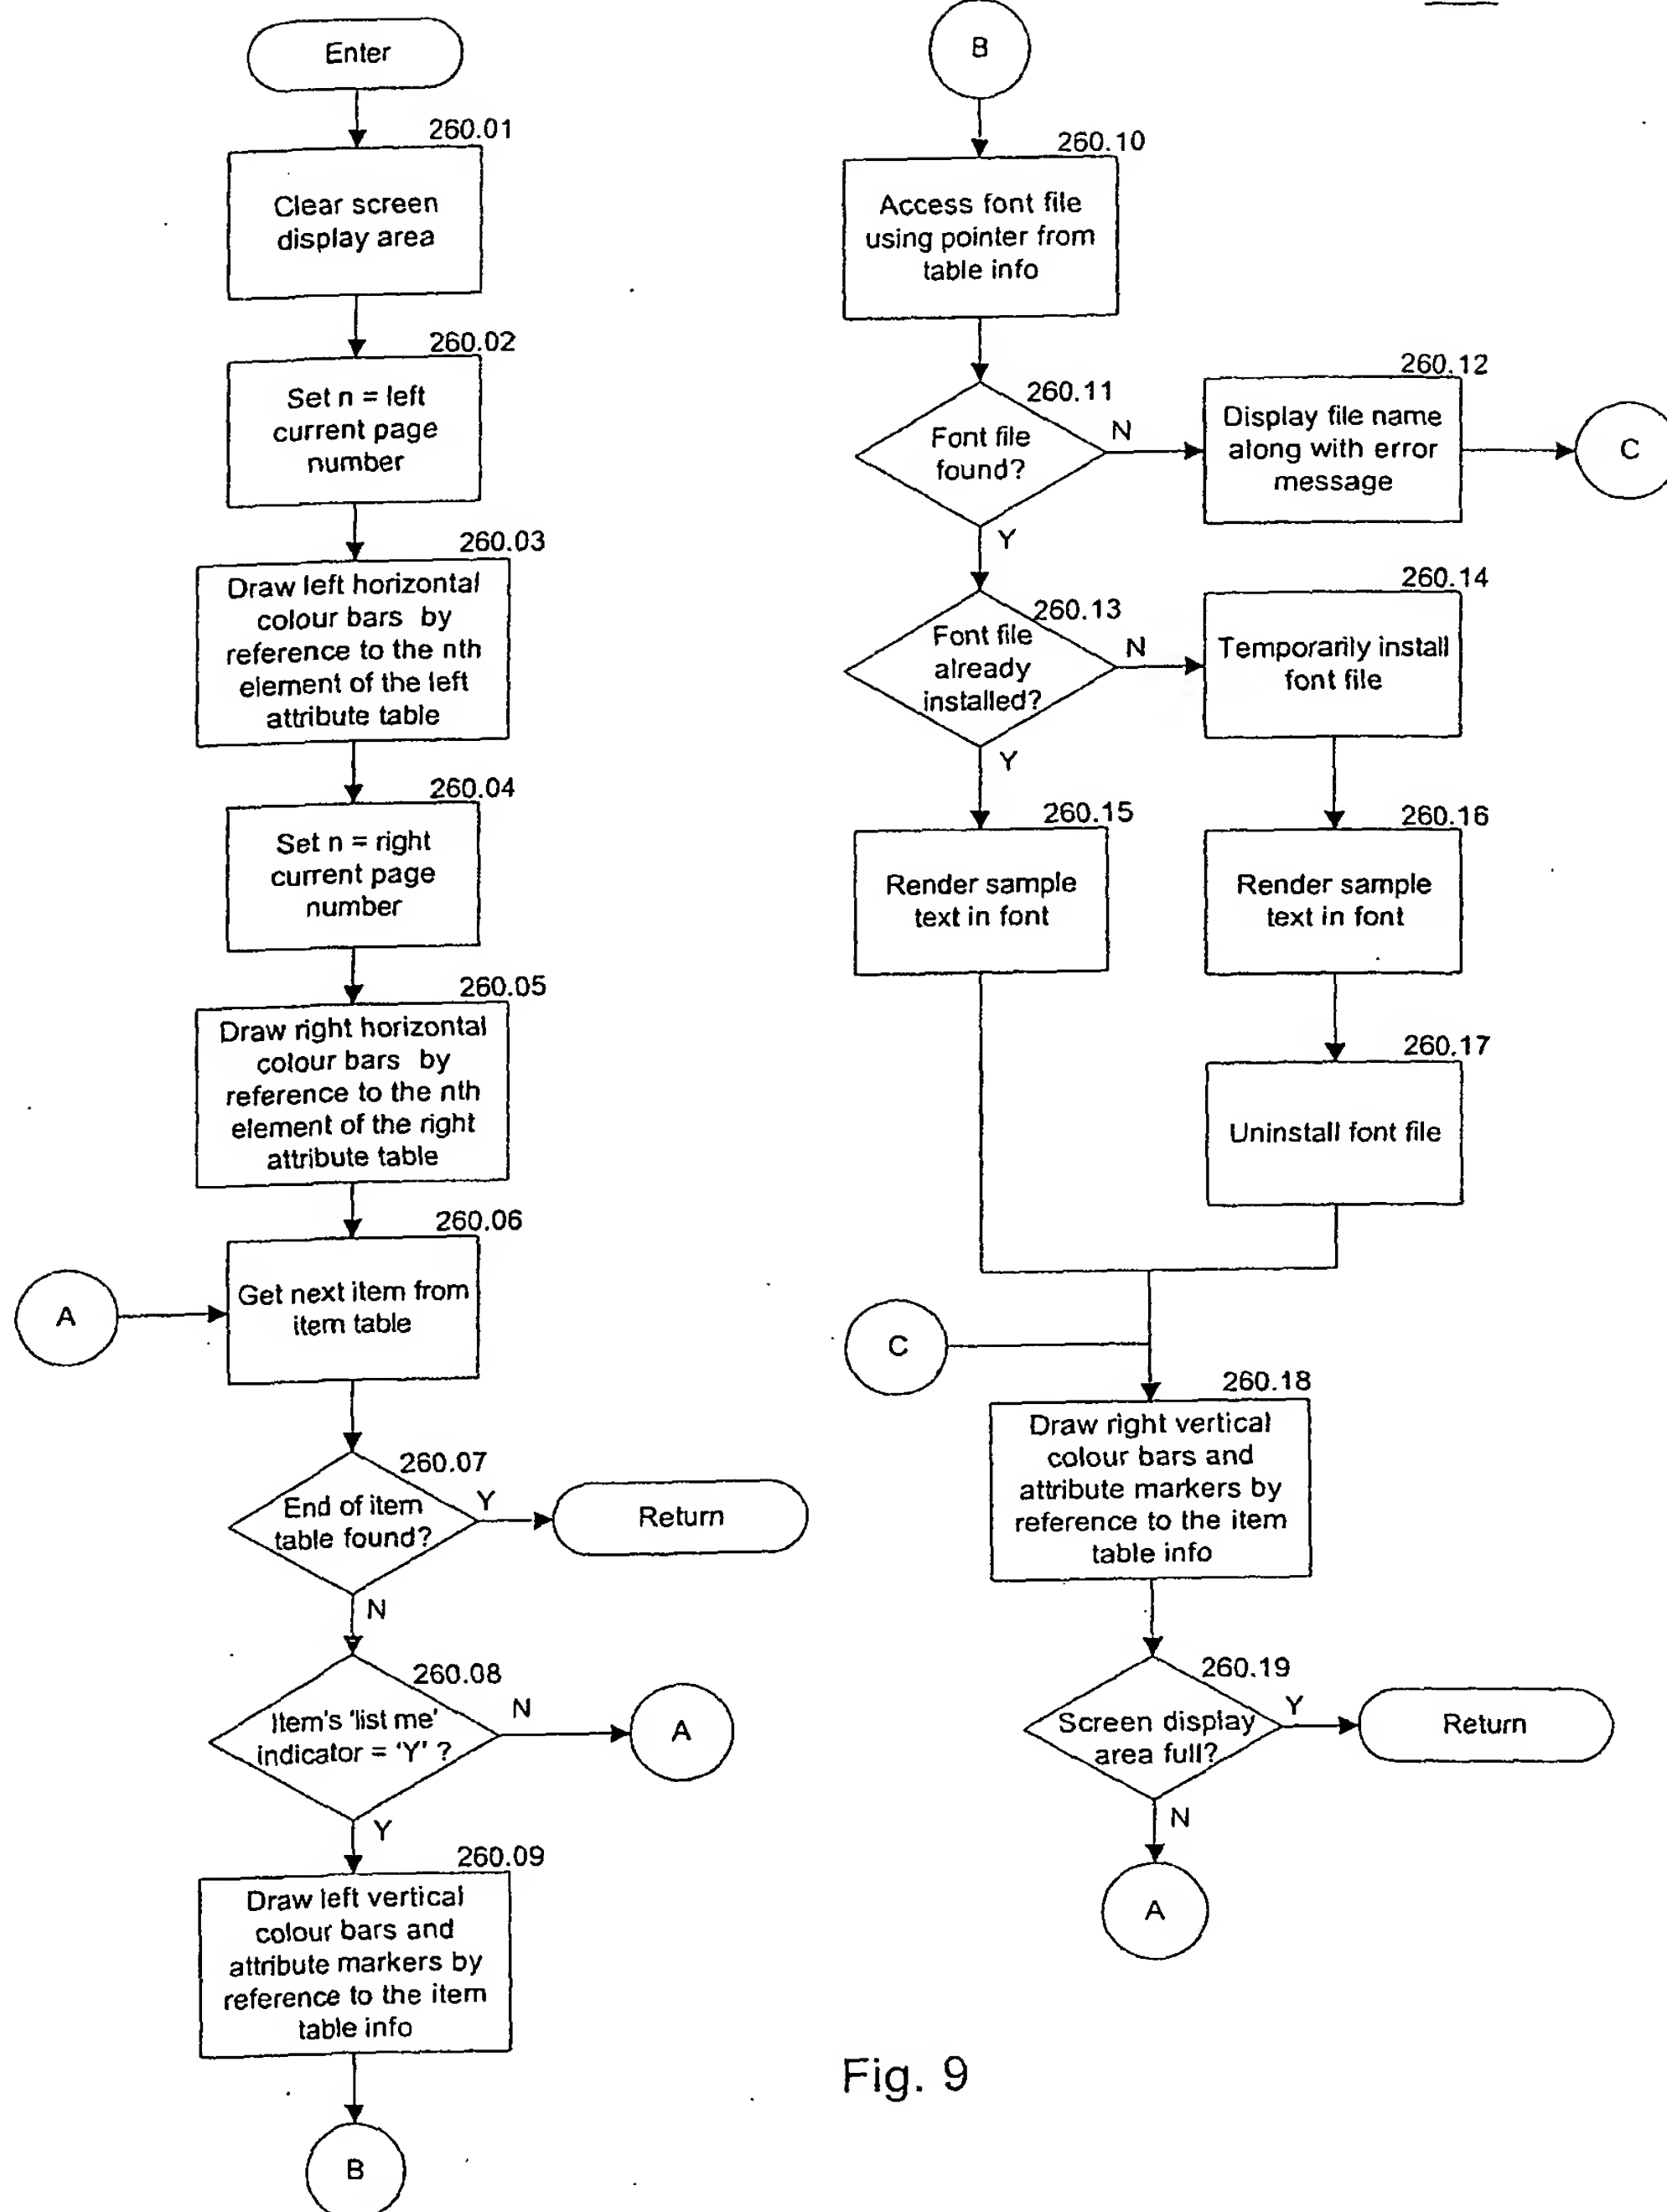 Enter
260.01
Clear screen
display area
260.02
Set n = left
current page
number
260.03
Draw left horizontal
colour bars by
reference to the nth
element of the left
attribute table
260.04
Set n = right
current page
number
260.05
Draw right horizontal
colour bars by
reference to the nth
element of the right
attribute table
260.06
A
Get next item from
item table
260.07
End of item
table found?
Y
Return
N
260.08
Item's 'list me'
indicator = 'Y' ?
N
A
Y
260.09
Draw left vertical
colour bars and
attribute markers by
reference to the item
table info
B
B
260.10
Access font file
using pointer from
table info
260.11
Font file
found?
N
260.12
Display file name
along with error
message
C
Y
260.13
Font file
already
installed?
N
260.14
Temporarily install
font file
Y
260.15
Render sample
text in font
260.16
Render sample
text in font
260.17
Uninstall font file
C
260.18
Draw right vertical
colour bars and
attribute markers by
reference to the item
table info
260.19
Screen display
area full?
Y
Return
N
A
Fig. 9